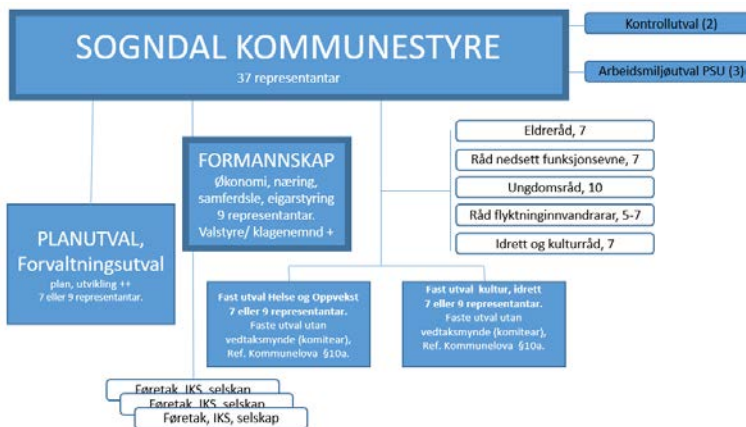 SOGNDAL KOMMUNESTYRE
37 representantar
Kontrollutval (2)
Arbeidsmiljøutval PSU (3)
FORMANNSKAP
Økonomi, næring,
samferdsle, eigarstyring
9 representantar.
Valstyre/ klagenemnd +
Eldreråd, 7
Råd nedsett funksjonsevne, 7
Ungdomsråd, 10
Råd flyktninginnvandrarar, 5-7
Idrett og kulturråd, 7
PLANUTVAL,
Forvaltningsutval
plan, utvikling ++
7 eller 9 representantar.
Fast utval Helse og Oppvekst
7 eller 9 representantar.
Faste utval utan
vedtaksmynde (komitear),
Ref. Kommunelova §10a.
Fast utval kultur, idrett
7 eller 9 representantar.
Faste utval utan
vedtaksmynde (komitear),
Ref. Kommunelova §10a.
Føretak, IKS, selskap
Føretak, IKS, selskap
Føretak, IKS, selskap